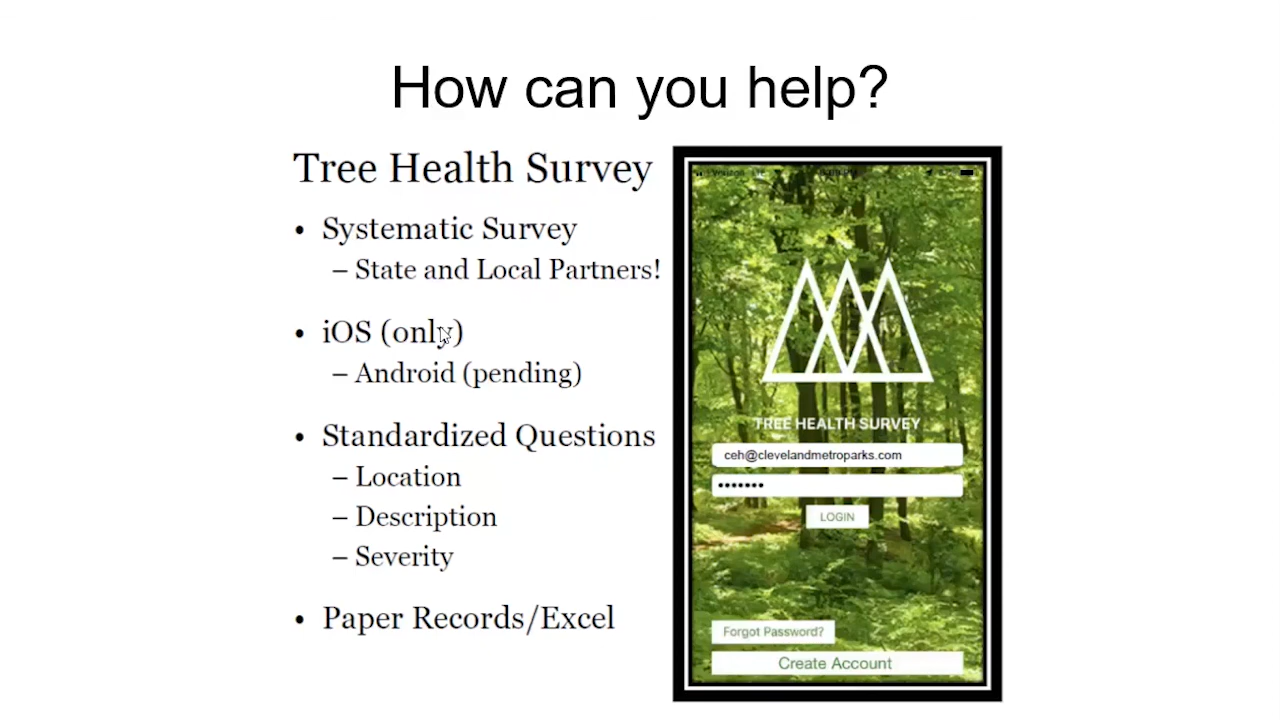 How can you help?
Tree Health Survey
• Systematic Survey
– State and Local Partners!
• iOS (only)
– Android (pending)
• Standardized Questions
– Location
– Description
– Severity
• Paper Records/Excel
TREE HEALTH SURVEY
ceh@clevelandmetroparks.com
•••••••
LOGIN
Forgot Password?
Create Account